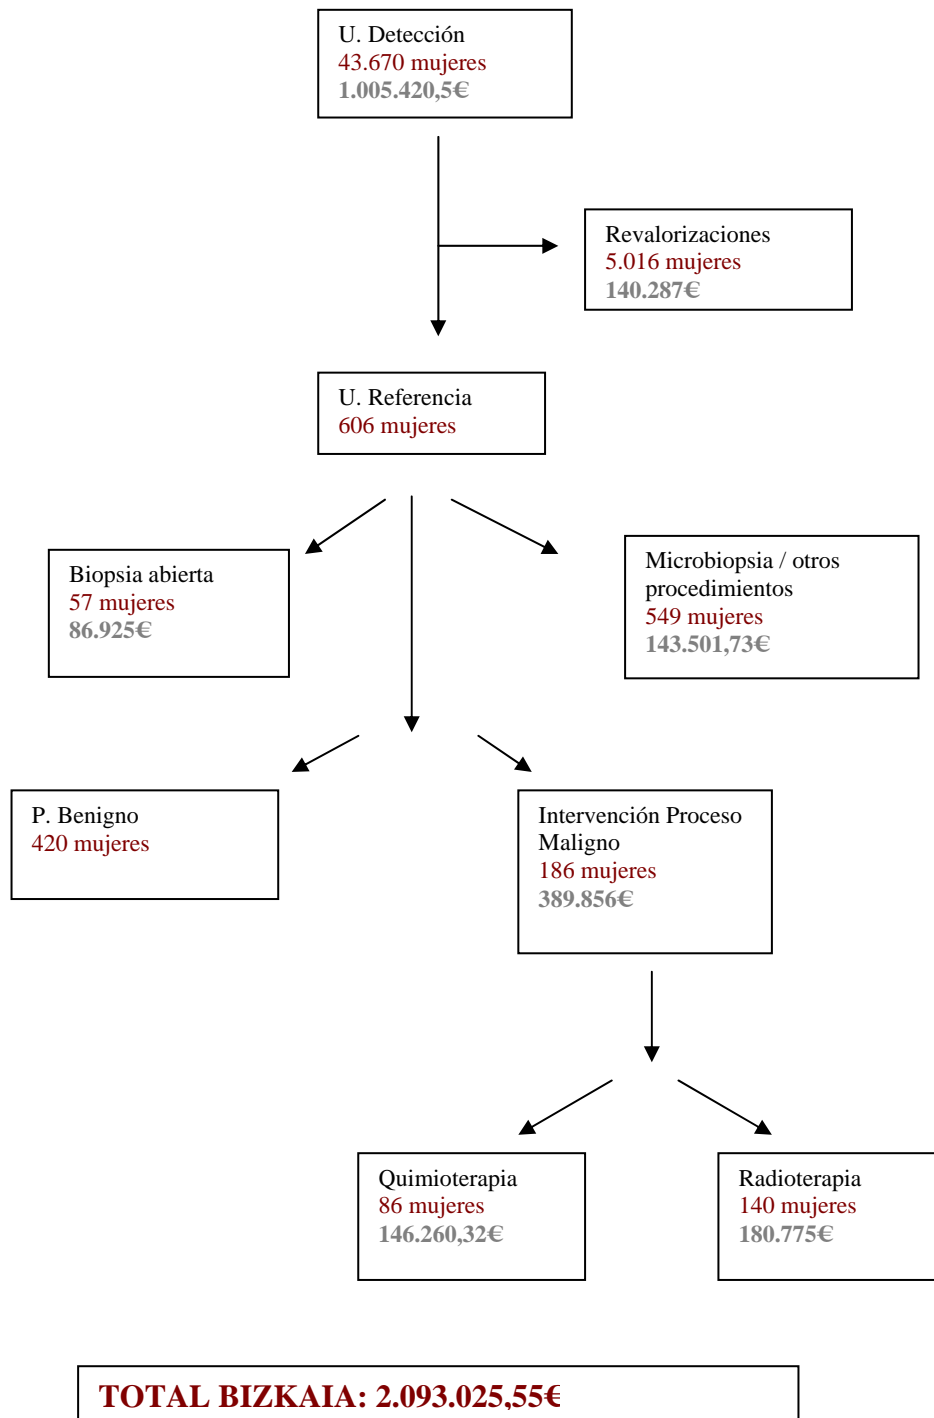 U. Detección
43.670 mujeres
1.005.420,5€
Revalorizaciones
5.016 mujeres
140.287€
U. Referencia
606 mujeres
Biopsia abierta
57 mujeres
86.925€
Microbiopsia / otros
procedimientos
549 mujeres
143.501,73€
P. Benigno
420 mujeres
Intervención Proceso
Maligno
186 mujeres
389.856€
Quimioterapia
86 mujeres
146.260,32€
Radioterapia
140 mujeres
180.775€
TOTAL BIZKAIA: 2.093.025,55€